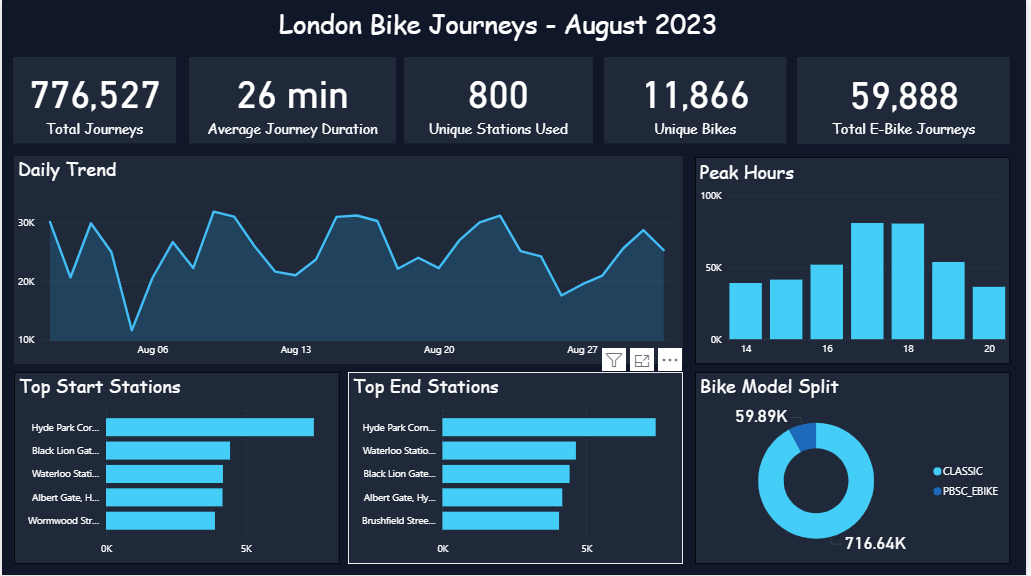 London Bike Journeys - August 2023
776,527
Total Journeys
26 min
Average Journey Duration
800
Unique Stations Used
11,866
Unique Bikes
59,888
Total E-Bike Journeys
Daily Trend
30K
20K
10K
Aug 06
Aug 13
Aug 20
Aug 27
Peak Hours
100K
50K
0K
14
16
18
20
Top Start Stations
Hyde Park Cor...
Black Lion Gat...
Waterloo Stati...
Albert Gate, H...
Wormwood Str...
0K
5K
Top End Stations
Hyde Park Corn...
Waterloo Statio...
Black Lion Gate...
Albert Gate, Hy...
Brushfield Stree...
0K
5K
Bike Model Split
59.89K
716.64K
CLASSIC
PBSC_EBIKE